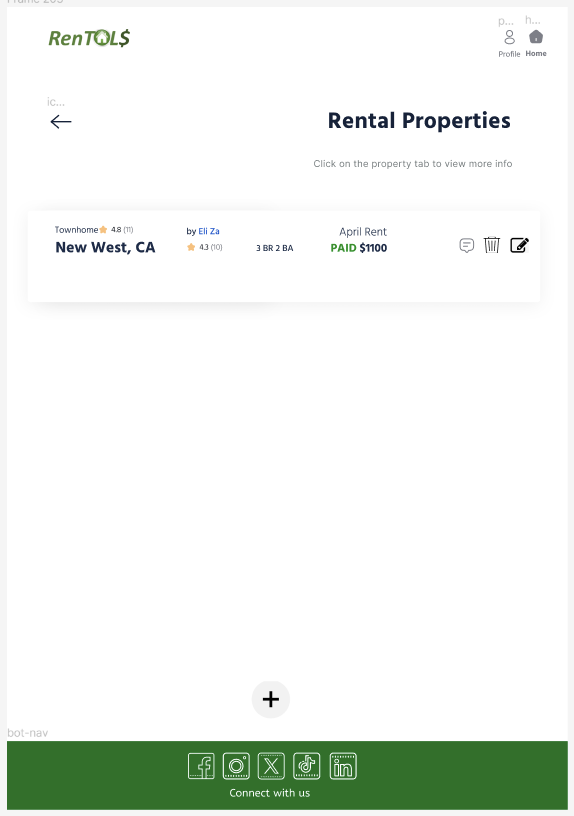 Frame 205
p... h...
RenTOL$
Profile Home
ic...
Rental Properties
Click on the property tab to view more info
Townhome 4.8 (11) by Eli Za April Rent
New West, CA 4.3 (10) 3 BR 2 BA PAID $1100
bot-nav
Connect with us